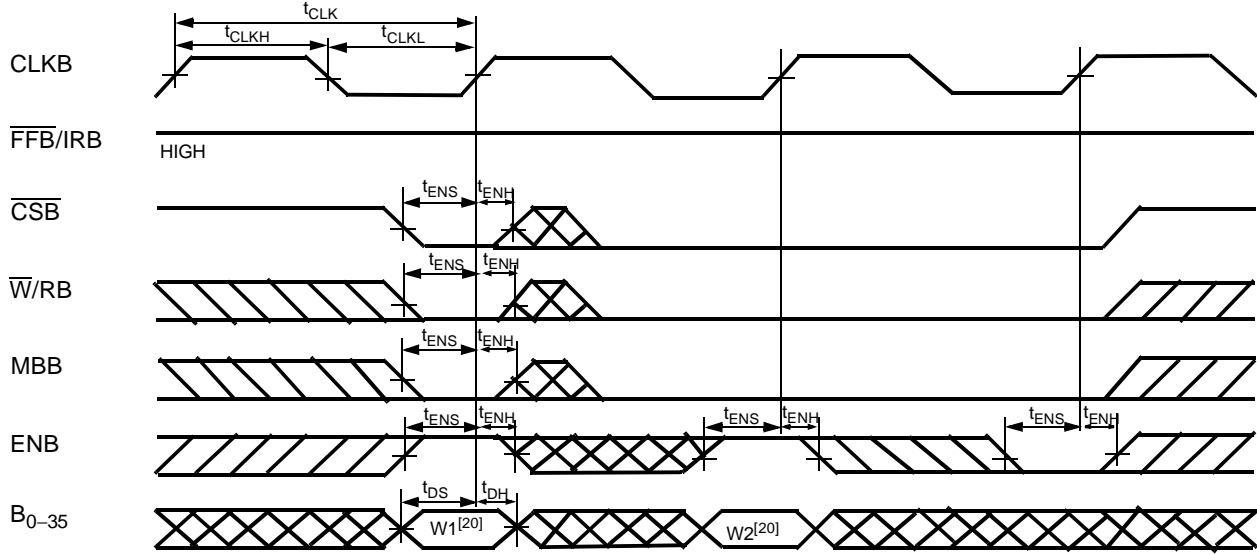 tCLK
tCLKH tCLKL
CLKB
FFB/IRB
HIGH
CSB tENS tENH
W/RB tENS tENH
MBB tENS tENH
ENB tENS tENH tENS tENH tENS tENH
B0–35 tDS tDH
W1[20] W2[20]